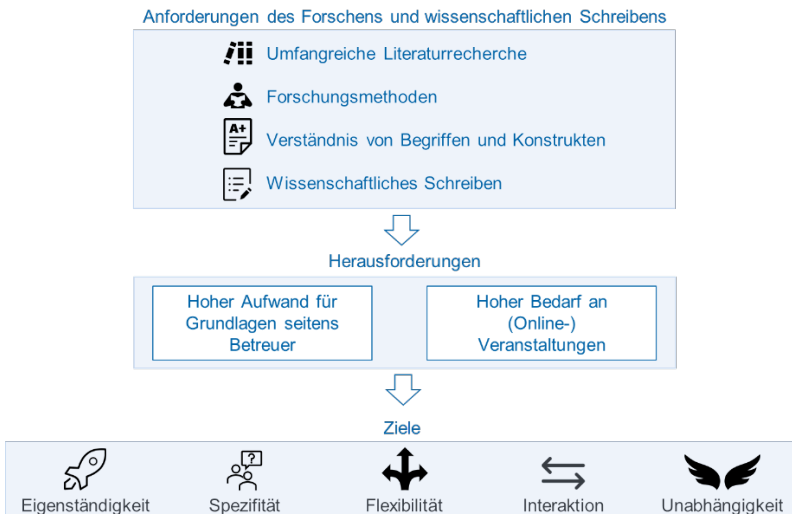 Anforderungen des Forschens und wissenschaftlichen Schreibens
Umfangreiche Literaturrecherche
Forschungsmethoden
A+
Verständnis von Begriffen und Konstrukten
Wissenschaftliches Schreiben
Herausforderungen
Hoher Aufwand für
Grundlagen seitens
Betreuer
Hoher Bedarf an
(Online-)
Veranstaltungen
Ziele
?
Eigenständigkeit
Spezifität
Flexibilität
Interaktion
Unabhängigkeit